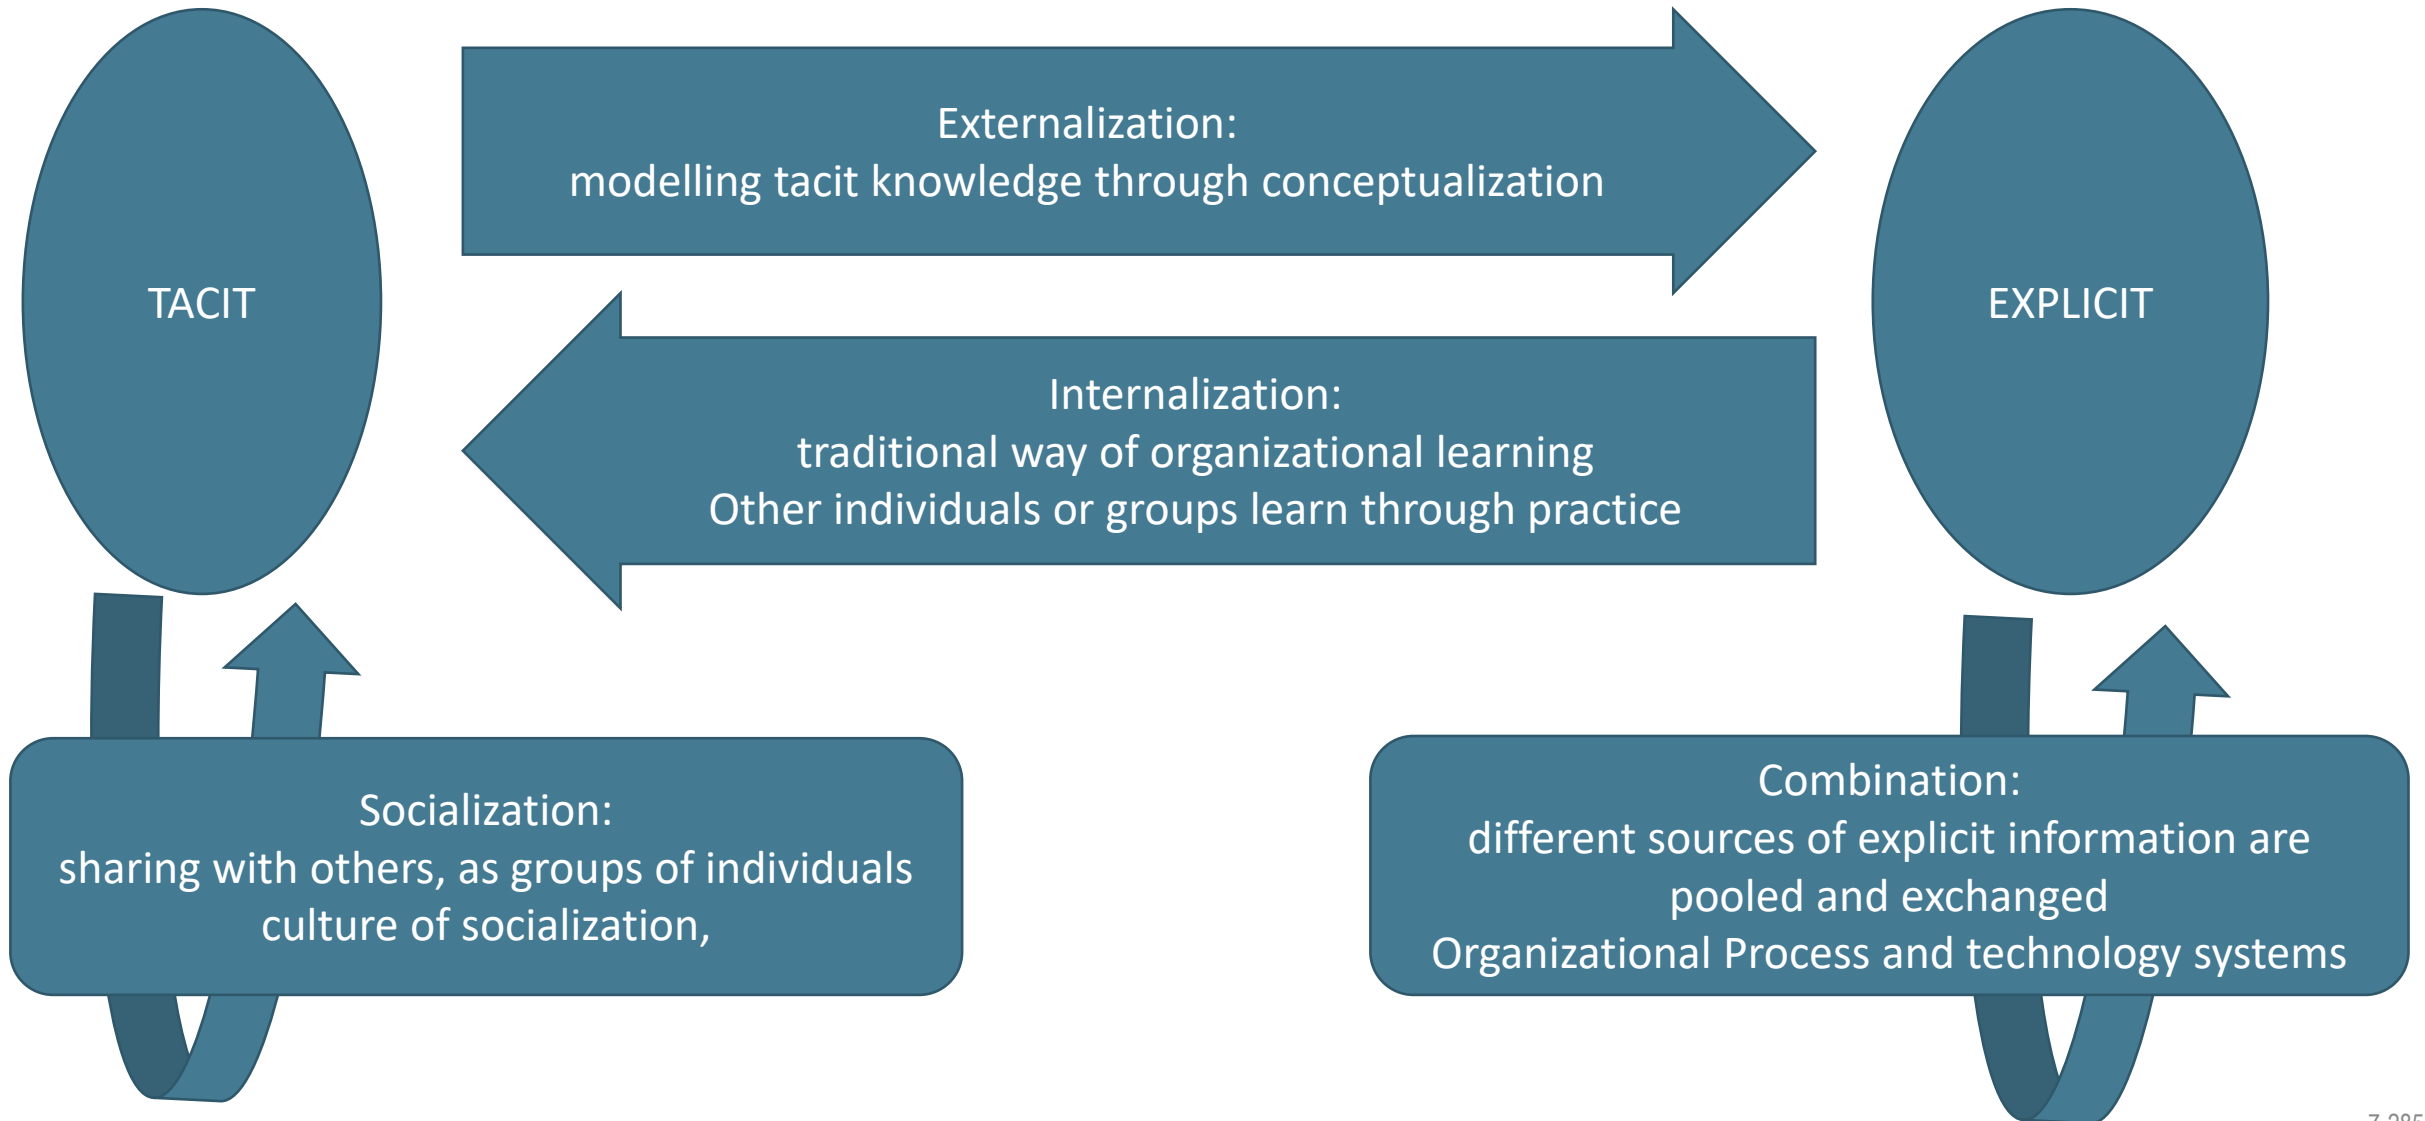 TACIT
Externalization:
modelling tacit knowledge through conceptualization
EXPLICIT
Internalization:
traditional way of organizational learning
Other individuals or groups learn through practice
Socialization:
sharing with others, as groups of individuals
culture of socialization,
Combination:
different sources of explicit information are
pooled and exchanged
Organizational Process and technology systems